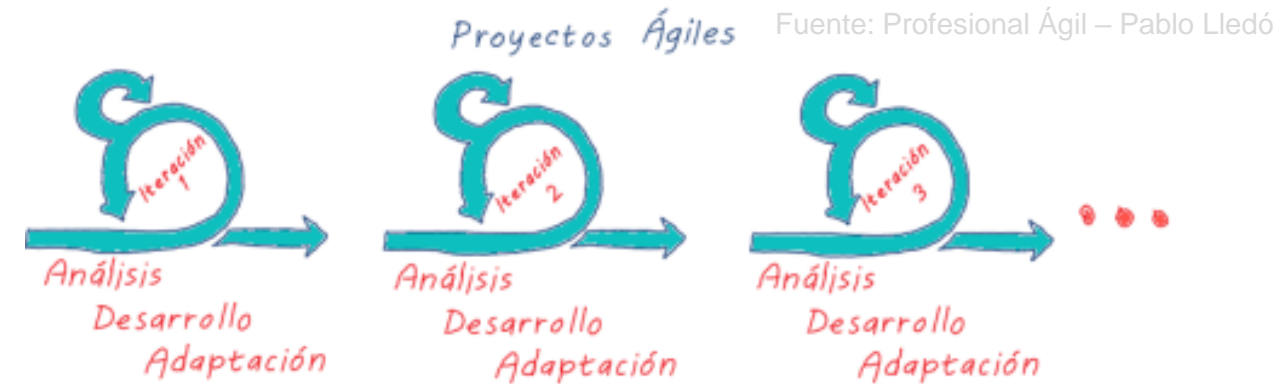 Proyectos Ágiles
Fuente: Profesional Ágil – Pablo Lledó
Iteración
1
Análisis
Desarrollo
Adaptación
Iteración
2
Análisis
Desarrollo
Adaptación
Iteración
3
Análisis
Desarrollo
Adaptación